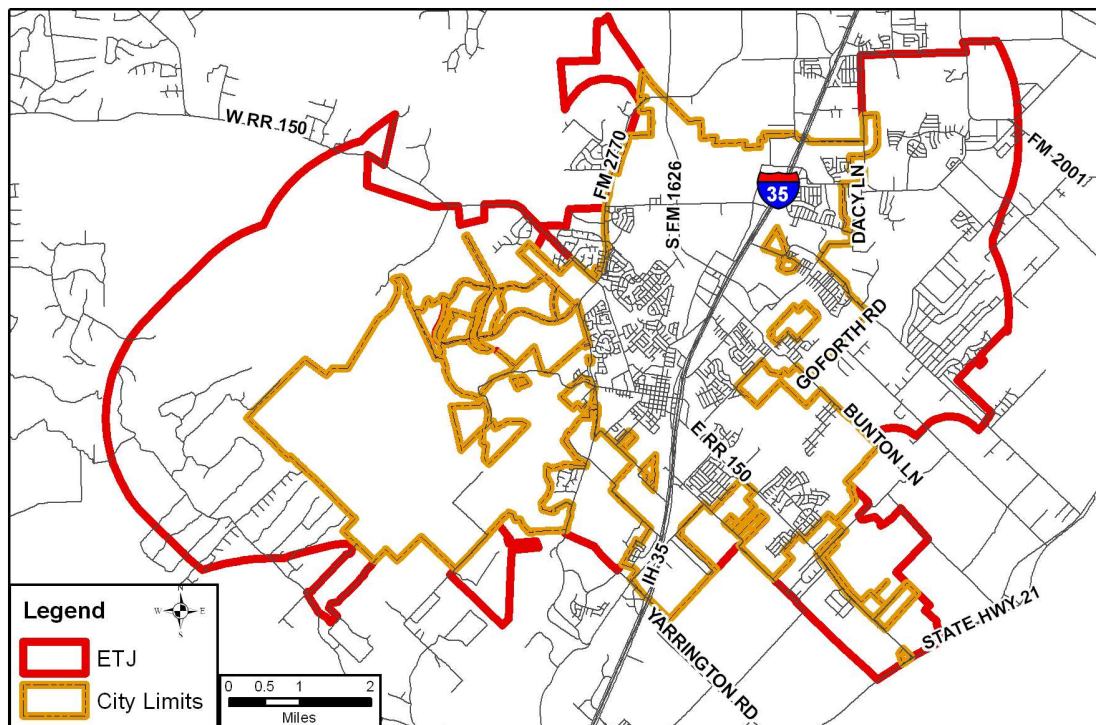 W RR 150
FM 2770
S FM 1626
35
DACY LN
FM 2001
GOFORTH RD
BUNTON LN
E RR 150
IH 35
YARRINGTON RD
STATE HWY 21
Legend
N
W E
S
ETJ
City Limits
0 0.5 1 2
Miles